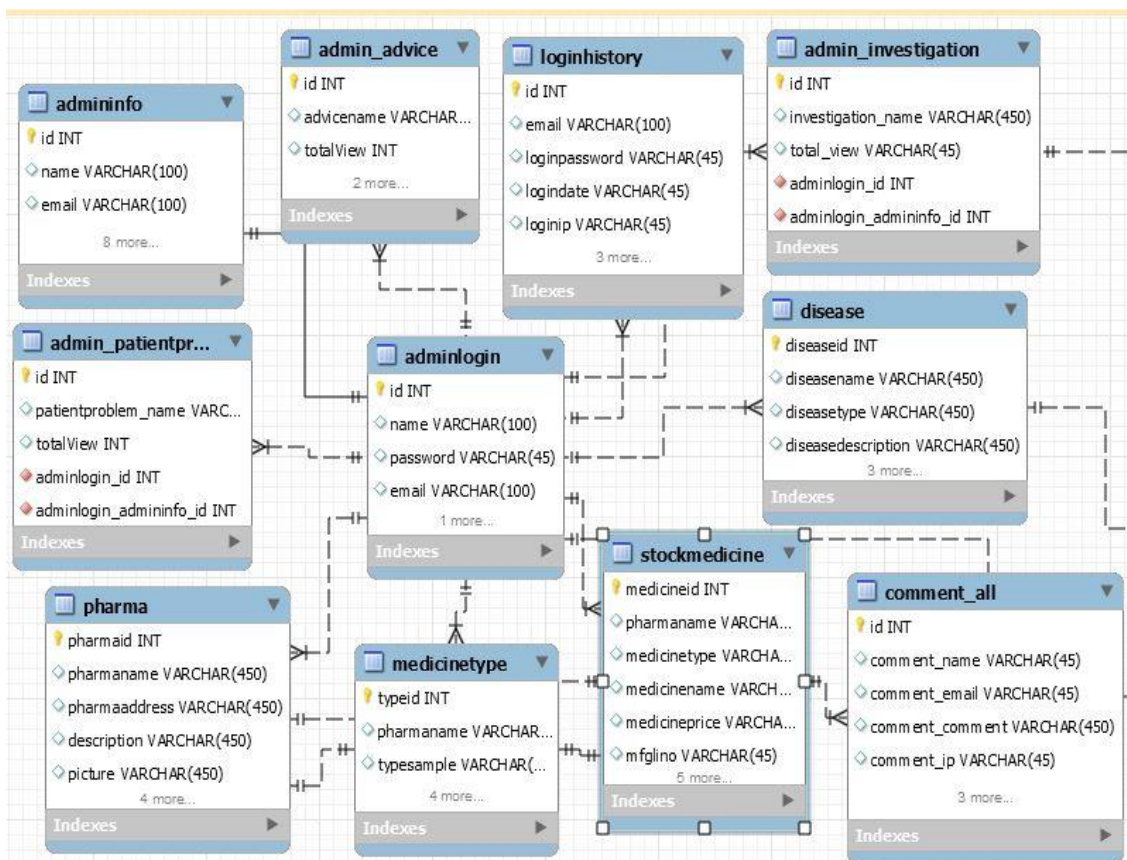 admininfo
id INT
name VARCHAR(100)
email VARCHAR(100)
8 more...
Indexes
admin_advice
id INT
advicename VARCHAR...
totalView INT
2 more...
Indexes
loginhistory
id INT
email VARCHAR(100)
loginpassword VARCHAR(45)
logindate VARCHAR(45)
loginip VARCHAR(45)
3 more...
Indexes
admin_investigation
id INT
investigation_name VARCHAR(450)
total_view VARCHAR(45)
adminlogin_id INT
adminlogin_admininfo_id INT
Indexes
admin_patientpr...
id INT
patientproblem_name VARC...
totalView INT
adminlogin_id INT
adminlogin_admininfo_id INT
Indexes
adminlogin
id INT
name VARCHAR(100)
password VARCHAR(45)
email VARCHAR(100)
1 more...
Indexes
disease
diseaseid INT
diseasename VARCHAR(450)
diseasetype VARCHAR(450)
diseasedescription VARCHAR(450)
3 more...
Indexes
pharma
pharmaid INT
pharmaname VARCHAR(450)
pharmaaddress VARCHAR(450)
description VARCHAR(450)
picture VARCHAR(450)
4 more...
Indexes
medicinetype
typeid INT
pharmaname VARCHAR...
typesample VARCHAR(...
4 more...
Indexes
stockmedicine
medicineid INT
pharmaname VARCHA...
medicinetype VARCHA...
medicinename VARCH...
medicineprice VARCHA...
mfglino VARCHAR(45)
5 more...
Indexes
comment_all
id INT
comment_name VARCHAR(45)
comment_email VARCHAR(45)
comment_comment VARCHAR(450)
comment_ip VARCHAR(45)
3 more...
Indexes